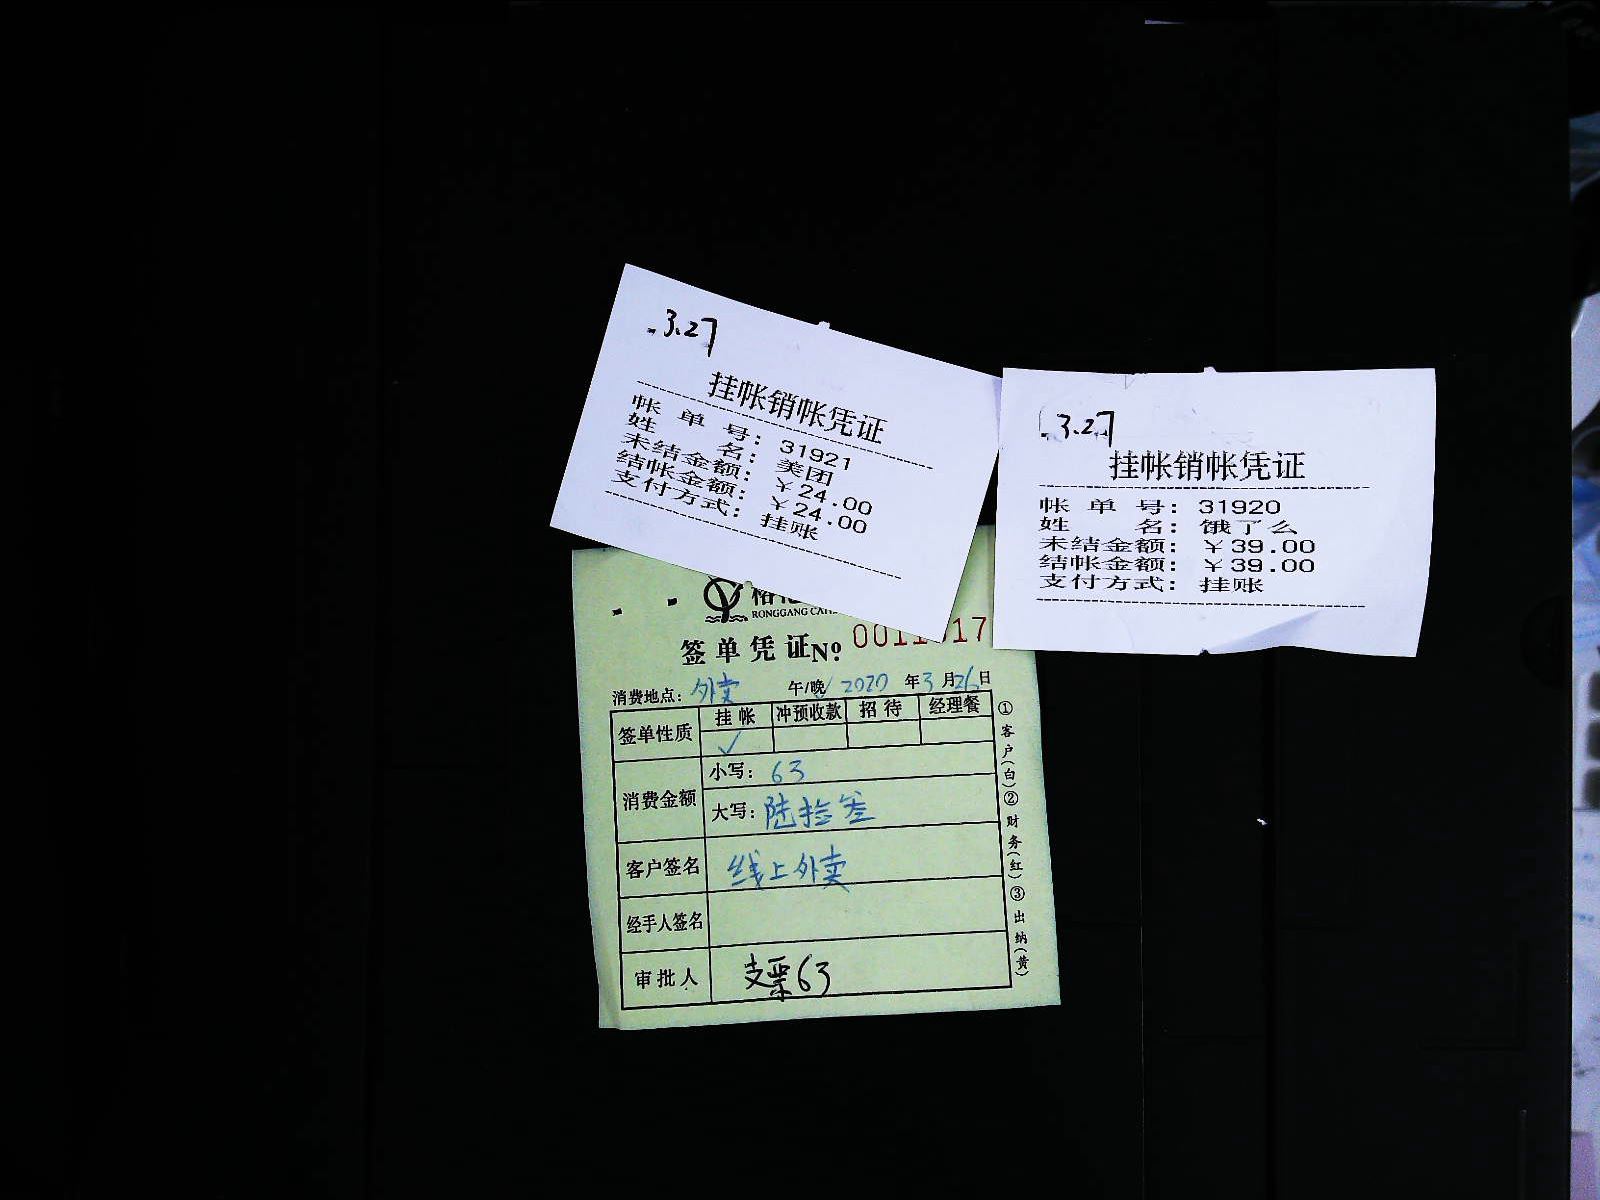 .3.27
挂帐销帐凭证
帐 单 号: 31921
姓 名: 美团
未结金额: ￥24.00
结帐金额: ￥24.00
支付方式: 挂账
.3.27
挂帐销帐凭证
帐 单 号: 31920
姓 名: 饿了么
未结金额: ￥39.00
结帐金额: ￥39.00
支付方式: 挂账
RONGGANG
签单凭证No.
消费地点: 外卖 午/晚✓ 2020 年3月26日
签单性质 挂帐 冲预收款 招待 经理餐
✓
消费金额 小写: 63
大写: 陆拾叁
客户签名 线上外卖
经手人签名
审批人 支票63
①客户(白)②财务(红)③出纳(黄)